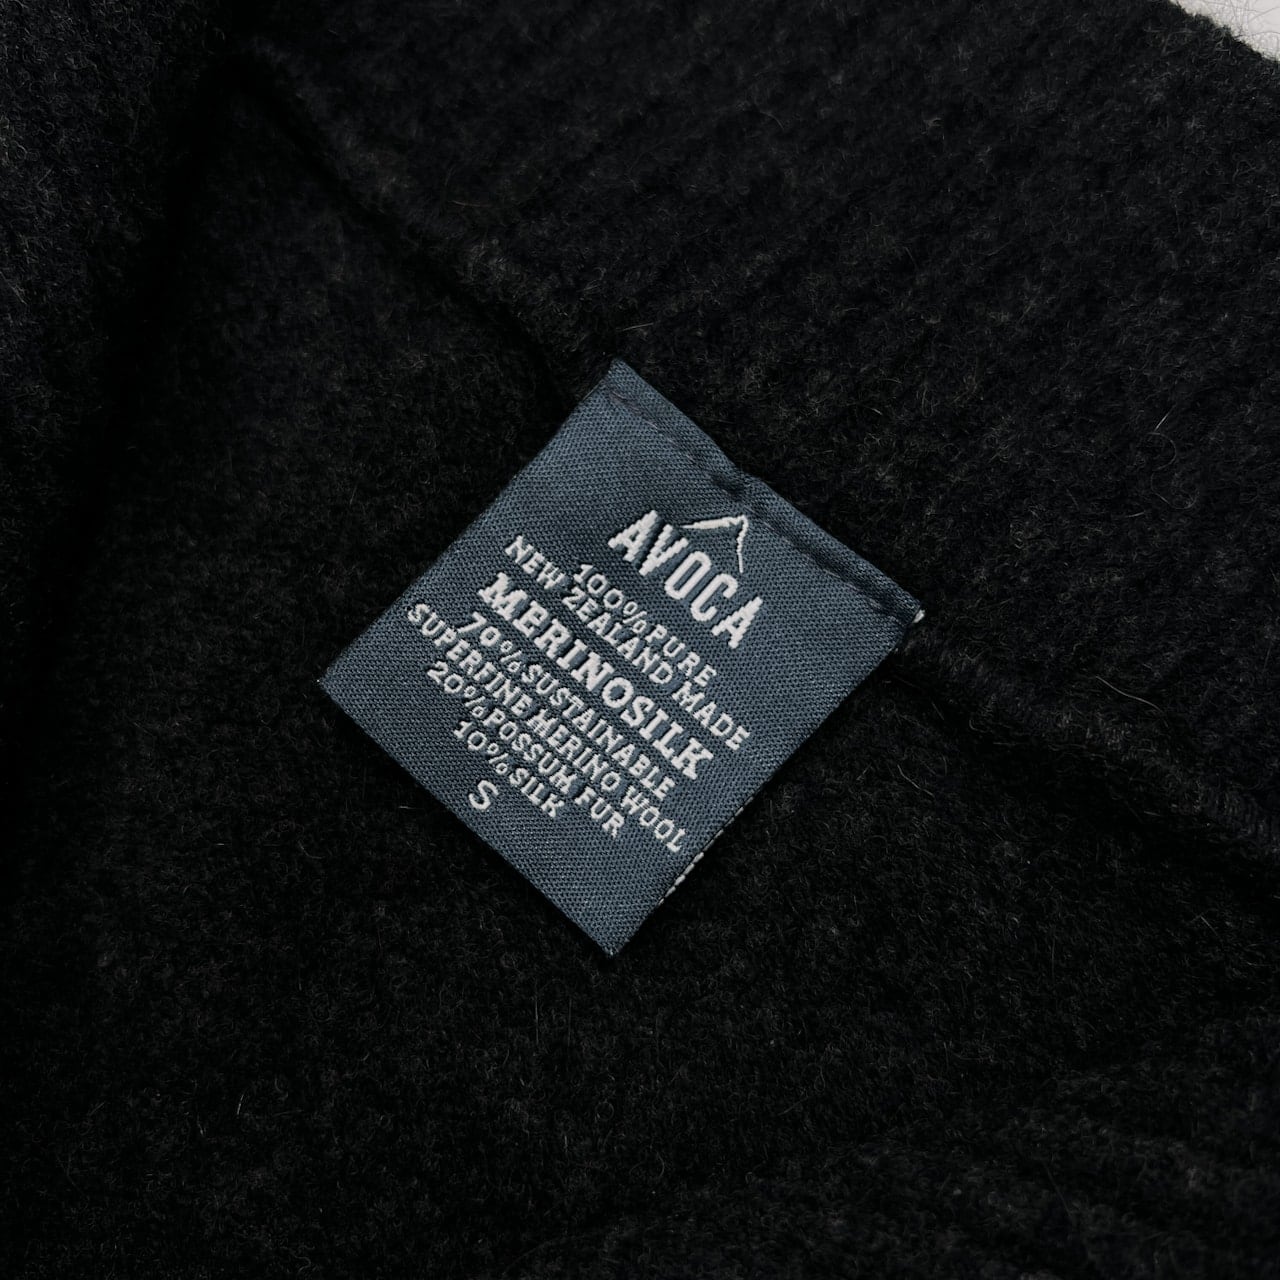 AVOCA
100% PURE
NEW ZEALAND MADE
MERINOSILK
70% SUSTAINABLE
SUPERFINE MERINO WOOL
20% POSSUM FUR
10% SILK
S